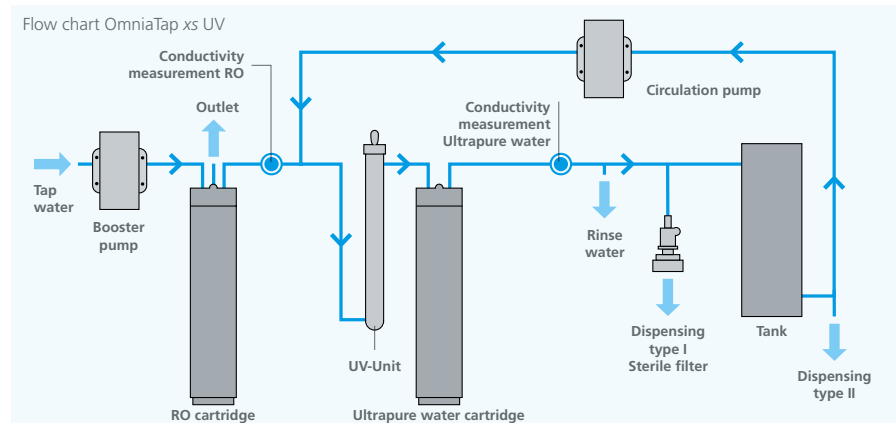 Flow chart OmniaTap xs UV
Conductivity
measurement RO
Outlet
Circulation pump
Conductivity
measurement
Ultrapure water
Tap
water
Booster
pump
Rinse
water
UV-Unit
Dispensing
type I
Sterile filter
Tank
Dispensing
type II
RO cartridge
Ultrapure water cartridge